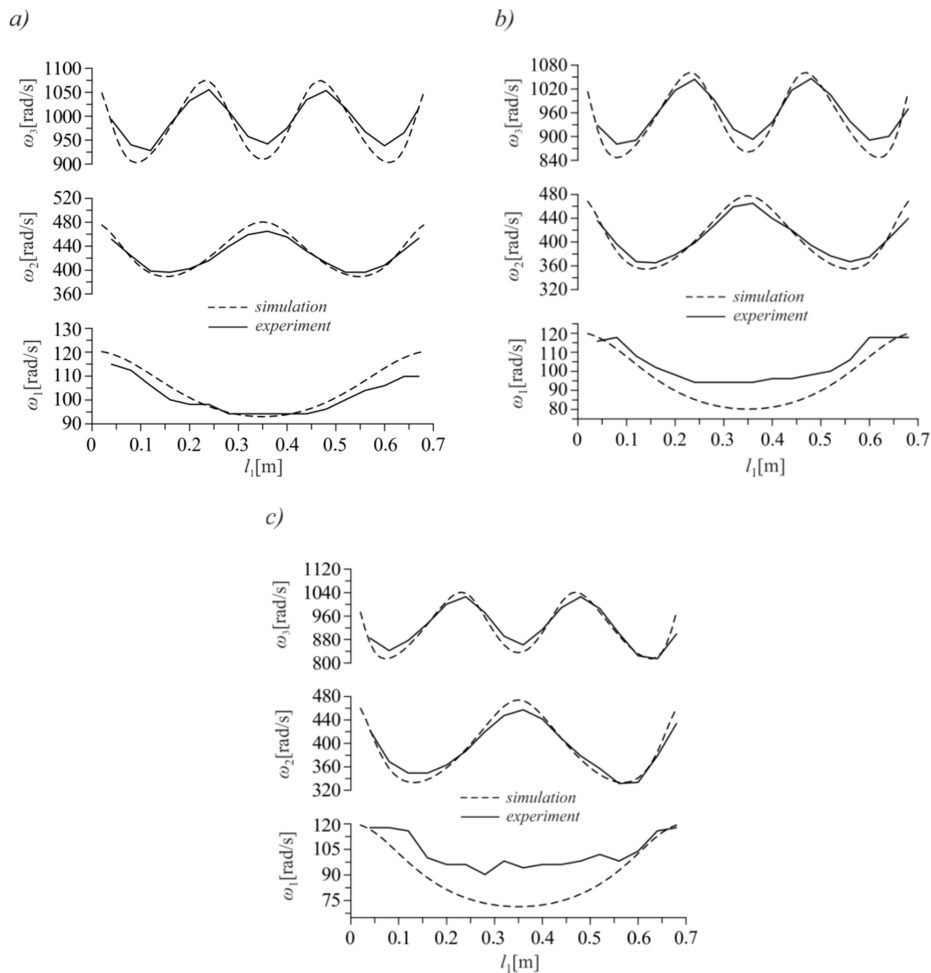 a)
ω3[rad/s]
1100
1050
1000
950
900
ω2[rad/s]
520
480
440
400
360
simulation
experiment
ω1[rad/s]
130
120
110
100
90
0 0.1 0.2 0.3 0.4 0.5 0.6 0.7
l1[m]
b)
ω3[rad/s]
1080
1020
960
900
840
ω2[rad/s]
480
440
400
360
320
simulation
experiment
ω1[rad/s]
120
110
100
90
80
0 0.1 0.2 0.3 0.4 0.5 0.6 0.7
l1[m]
c)
ω3[rad/s]
1120
1040
960
880
800
ω2[rad/s]
480
440
400
360
320
simulation
experiment
ω1[rad/s]
120
105
90
75
0 0.1 0.2 0.3 0.4 0.5 0.6 0.7
l1[m]